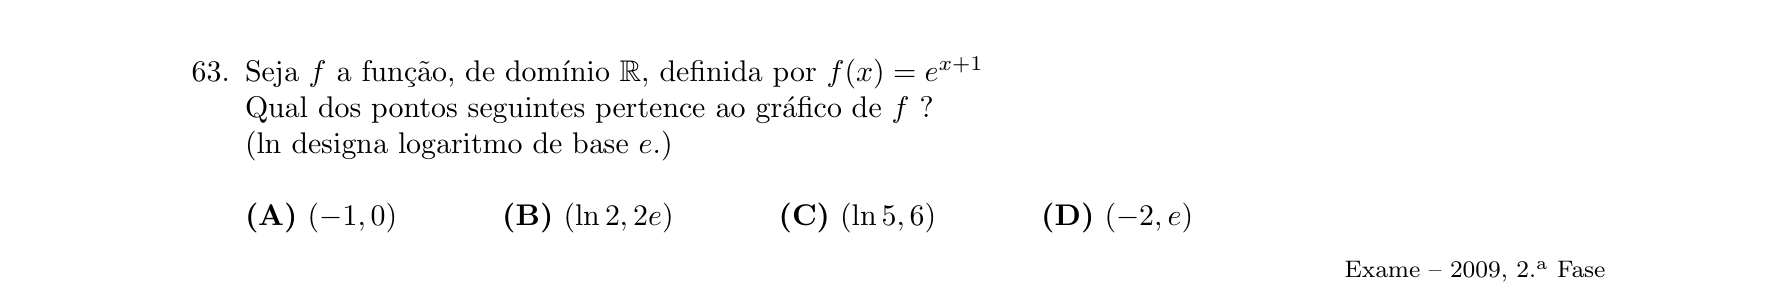 63. Seja f a função, de domínio ℝ, definida por f(x) = e^{x+1}
Qual dos pontos seguintes pertence ao gráfico de f ?
(ln designa logaritmo de base e.)
(A) (−1, 0) (B) (ln 2, 2e) (C) (ln 5, 6) (D) (−2, e)
Exame – 2009, 2.ª Fase